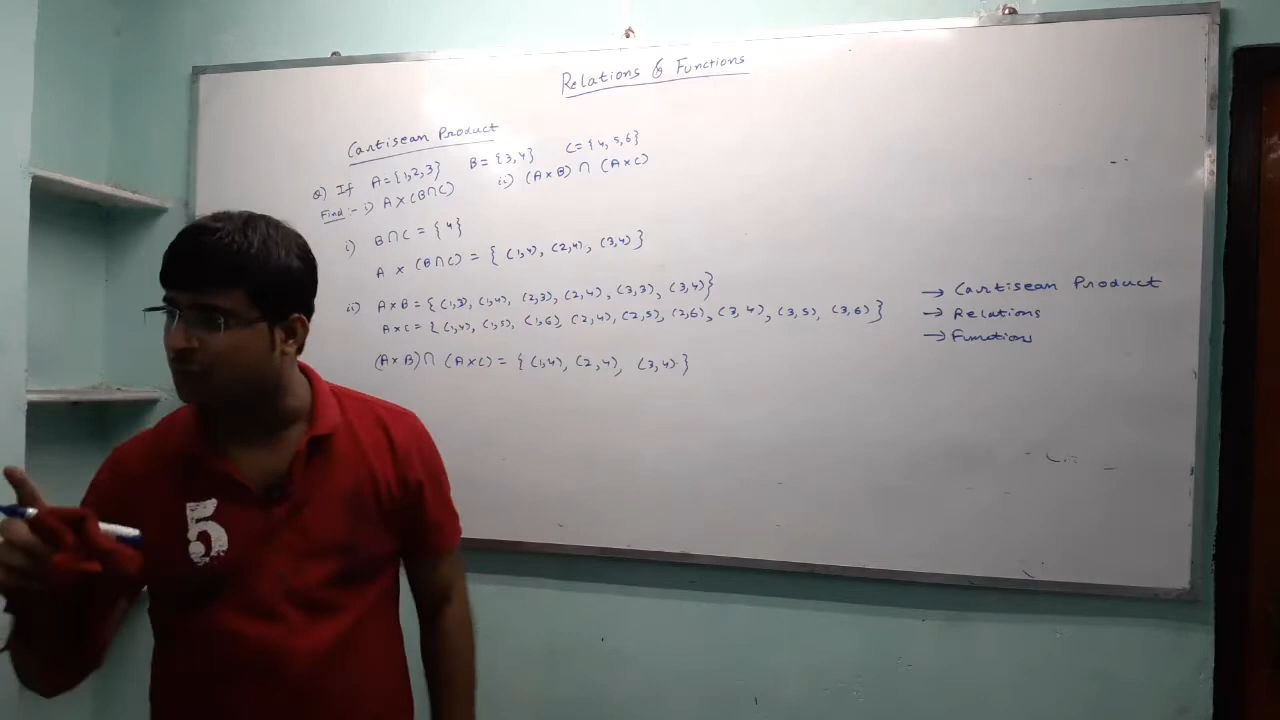 Relations & Functions
Cartisean Product
Q) If A = {1,2,3} B = {3,4} C = {4,5,6}
Find :- i) A × (B∩C) ii) (A×B) ∩ (A×C)
i) B∩C = {4}
A × (B∩C) = { (1,4), (2,4), (3,4) }
ii) A×B = { (1,3), (1,4), (2,3), (2,4), (3,3), (3,4) }
A×C = { (1,4), (1,5), (1,6), (2,4), (2,5), (2,6), (3,4), (3,5), (3,6) }
(A×B) ∩ (A×C) = { (1,4), (2,4), (3,4) }
→ Cartisean Product
→ Relations
→ Functions
5